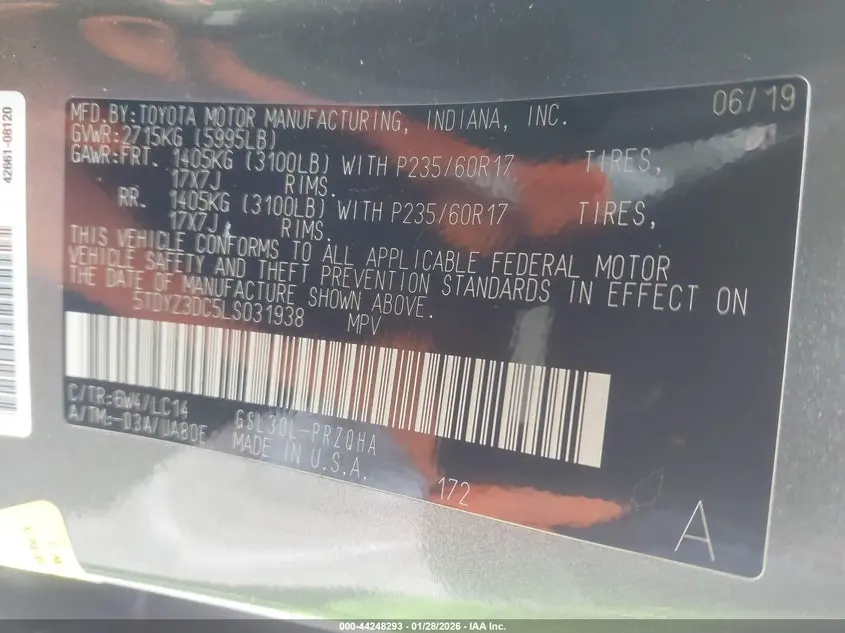 42661-08120
MFD.BY:TOYOTA MOTOR MANUFACTURING, INDIANA, INC. 06/19
GVWR:2715KG (5995LB)
GAWR:FRT. 1405KG (3100LB) WITH P235/60R17 TIRES,
17X7J RIMS.
RR. 1405KG (3100LB) WITH P235/60R17 TIRES,
17X7J RIMS.
THIS VEHICLE CONFORMS TO ALL APPLICABLE FEDERAL MOTOR
VEHICLE SAFETY AND THEFT PREVENTION STANDARDS IN EFFECT ON
THE DATE OF MANUFACTURE SHOWN ABOVE.
5TDYZ3DC5LS031938 MPV
C/TR:6W4/LC14
A/TM:-03A/UA80E GSL30L-PRZQHA
MADE IN U.S.A.
172
A
000-44248293 - 01/28/2026 - IAA Inc.